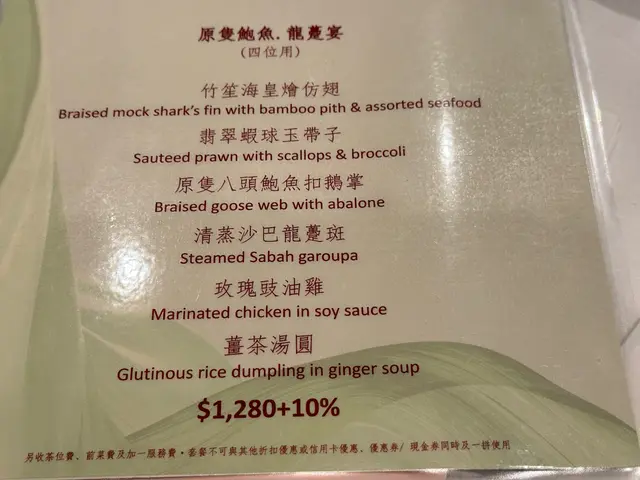 原隻鮑魚．龍躉宴
(四位用)
竹笙海皇燴仿翅
Braised mock shark's fin with bamboo pith & assorted seafood
翡翠蝦球玉帶子
Sauteed prawn with scallops & broccoli
原隻八頭鮑魚扣鵝掌
Braised goose web with abalone
清蒸沙巴龍躉斑
Steamed Sabah garoupa
玫瑰豉油雞
Marinated chicken in soy sauce
薑茶湯圓
Glutinous rice dumpling in ginger soup
$1,280+10%
另收茶位費、前菜費及加一服務費，套餐不可與其他折扣優惠或信用卡優惠、優惠券/ 現金券同時及一拼使用